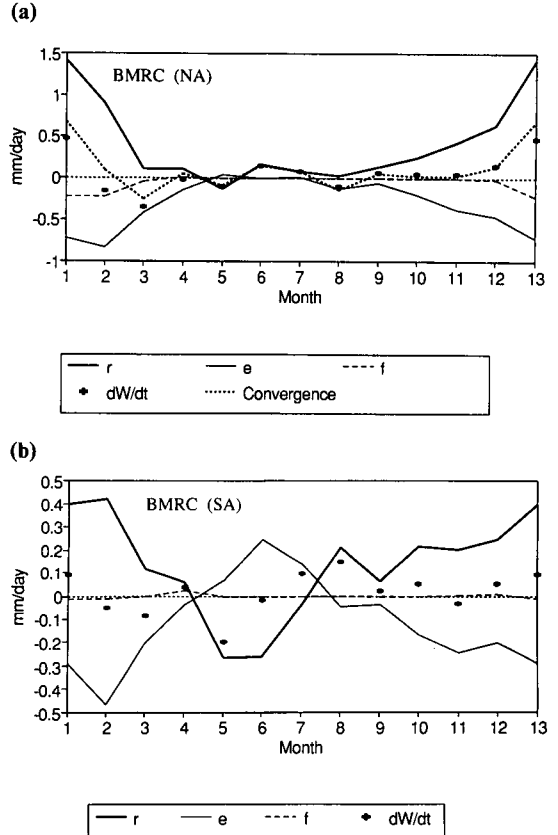 (a)
BMRC (NA)
1.5
1
0.5
0
-0.5
-1
mm/day
1 2 3 4 5 6 7 8 9 10 11 12 13
Month
r e f
dW/dt Convergence
(b)
BMRC (SA)
0.5
0.4
0.3
0.2
0.1
0
-0.1
-0.2
-0.3
-0.4
-0.5
mm/day
1 2 3 4 5 6 7 8 9 10 11 12 13
Month
r e f dW/dt